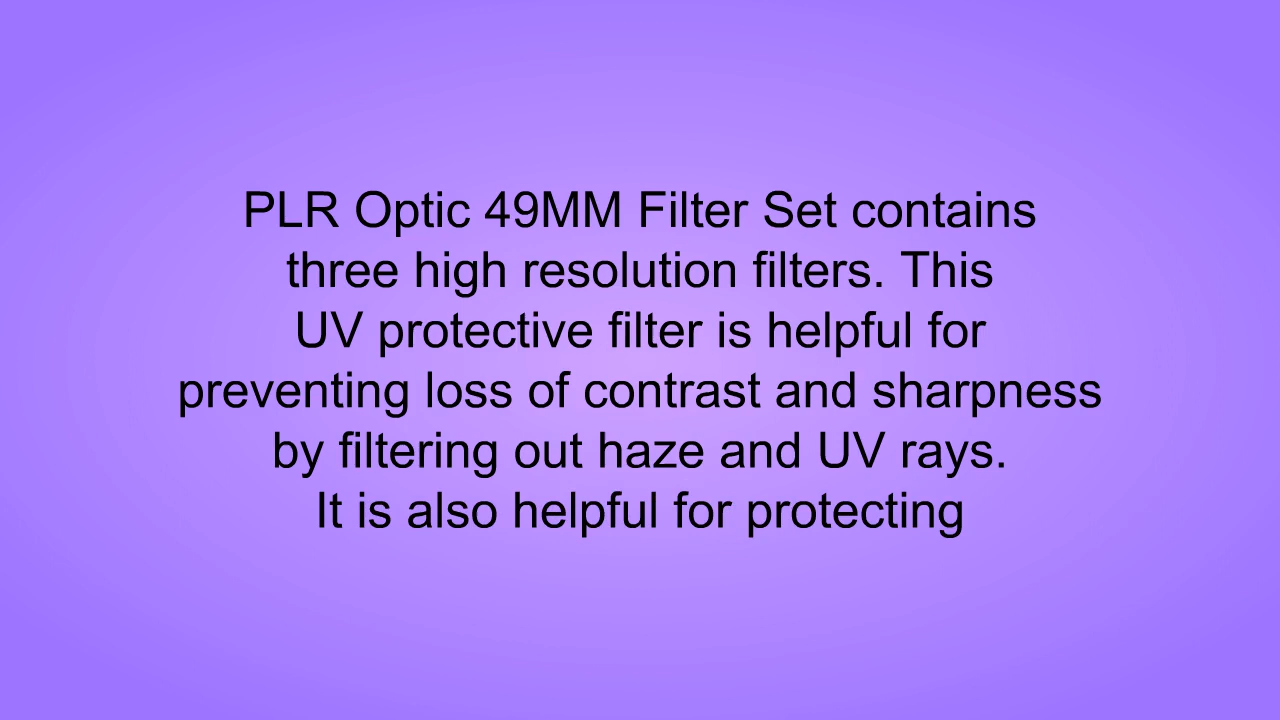 PLR Optic 49MM Filter Set contains
three high resolution filters. This
UV protective filter is helpful for
preventing loss of contrast and sharpness
by filtering out haze and UV rays.
It is also helpful for protecting